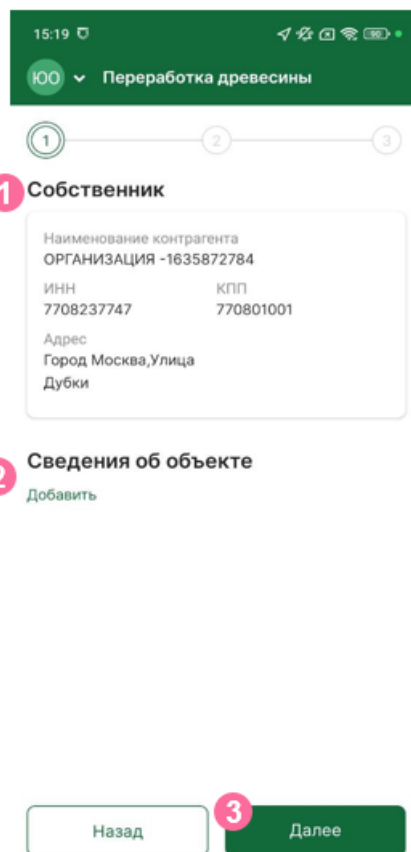 15:19
90
ЮО Переработка древесины
1 2 3
1 Собственник
Наименование контрагента
ОРГАНИЗАЦИЯ -1635872784
ИНН КПП
7708237747 770801001
Адрес
Город Москва,Улица
Дубки
2 Сведения об объекте
Добавить
3
Назад Далее